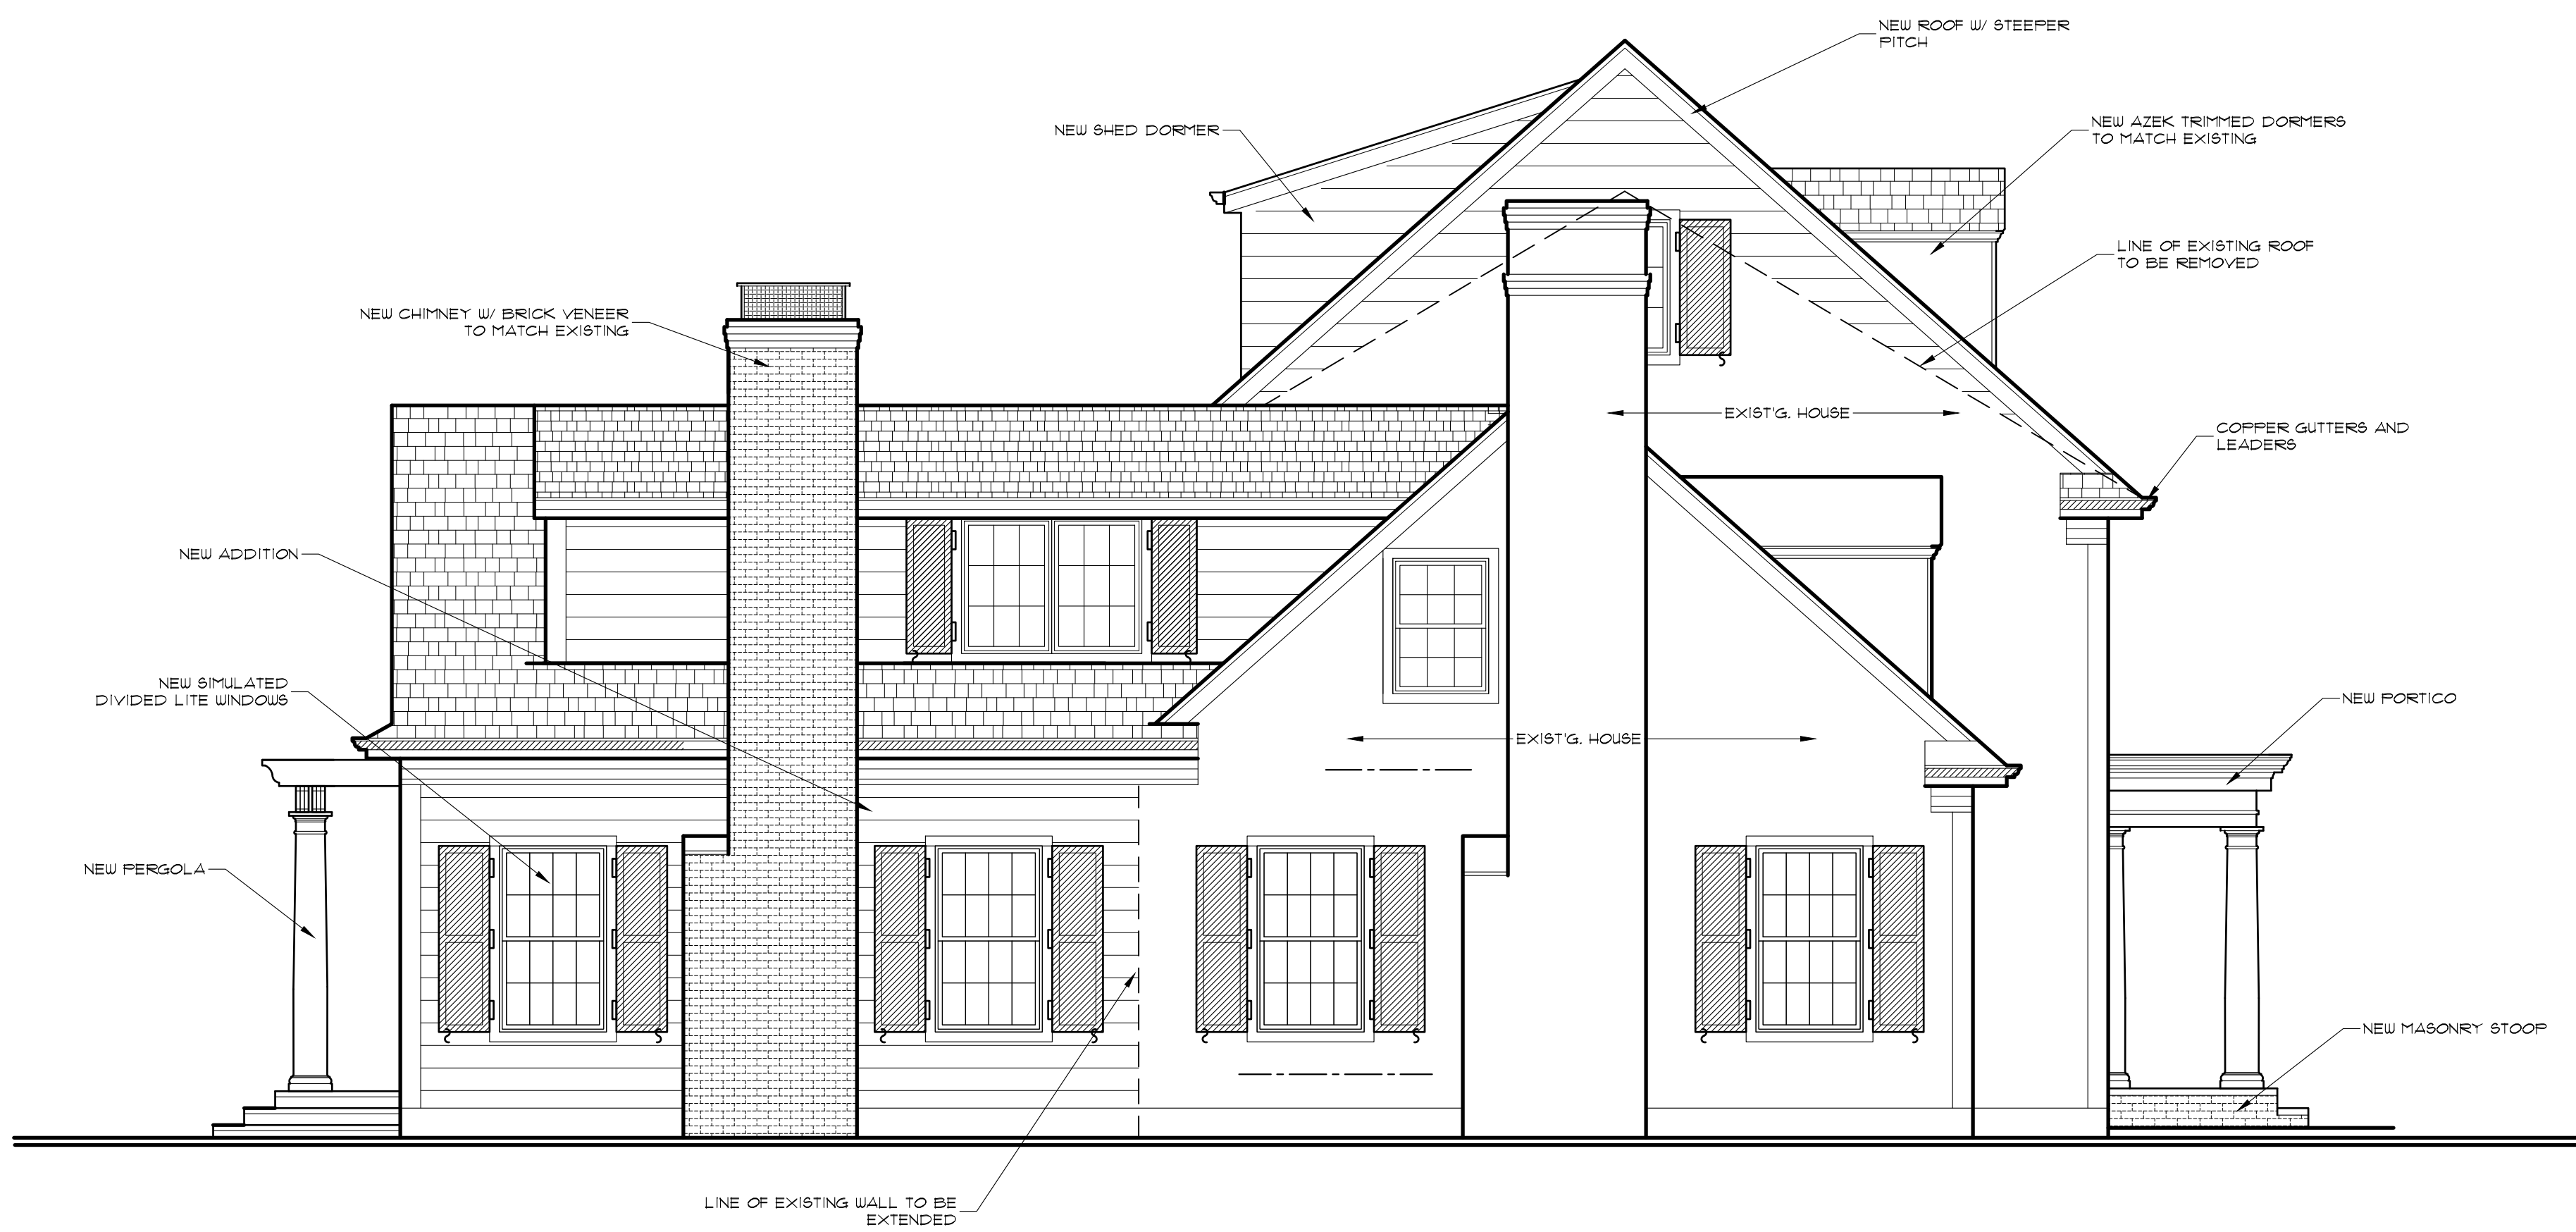 NEW ROOF W/ STEEPER
PITCH
NEW SHED DORMER
NEW AZEK TRIMMED DORMERS
TO MATCH EXISTING
LINE OF EXISTING ROOF
TO BE REMOVED
NEW CHIMNEY W/ BRICK VENEER
TO MATCH EXISTING
EXIST'G. HOUSE
COPPER GUTTERS AND
LEADERS
NEW ADDITION
NEW SIMULATED
DIVIDED LITE WINDOWS
NEW PORTICO
EXIST'G. HOUSE
NEW PERGOLA
NEW MASONRY STOOP
LINE OF EXISTING WALL TO BE
EXTENDED